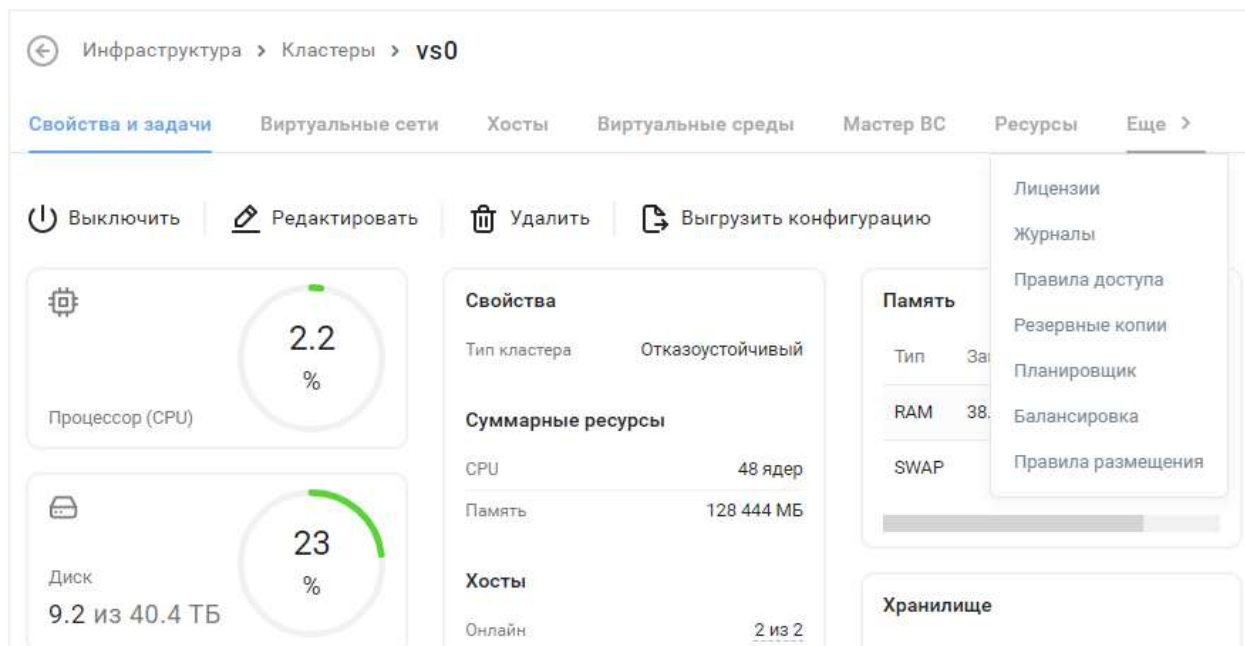 Инфраструктура > Кластеры > vs0
Свойства и задачи Виртуальные сети Хосты Виртуальные среды Мастер ВС Ресурсы Еще >
Лицензии
Журналы
Правила доступа
Резервные копии
Планировщик
Балансировка
Правила размещения
Выключить Редактировать Удалить Выгрузить конфигурацию
2.2
%
Процессор (CPU)
23
%
Диск
9.2 из 40.4 ТБ
Свойства
Тип кластера Отказоустойчивый
Суммарные ресурсы
CPU 48 ядер
Память 128 444 МБ
Хосты
Онлайн 2 из 2
Память
Тип
RAM 38.
SWAP
Хранилище